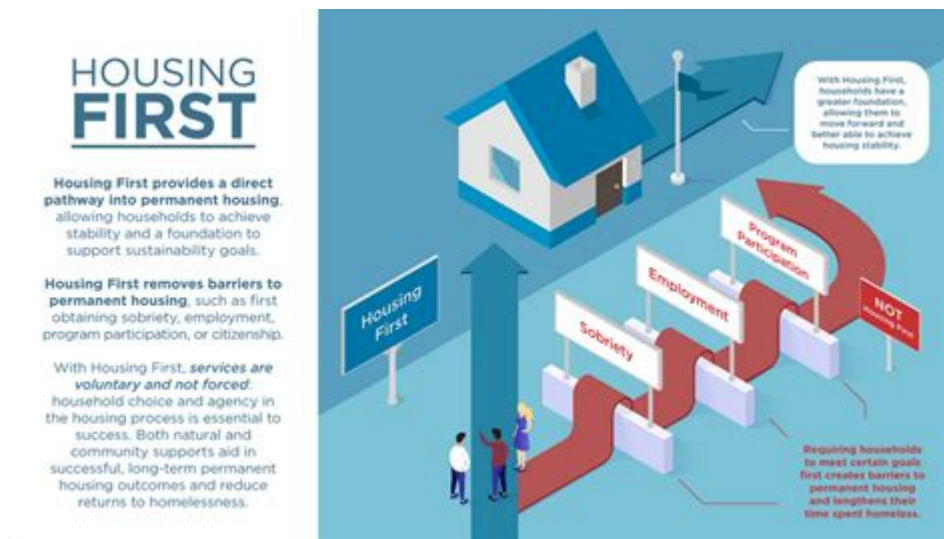 HOUSING
FIRST
Housing First provides a direct
pathway into permanent housing,
allowing households to achieve
stability and a foundation to
support sustainability goals.
Housing First removes barriers to
permanent housing, such as first
obtaining sobriety, employment,
program participation, or citizenship.
With Housing First, services are
voluntary and not forced:
household choice and agency in
the housing process is essential to
success. Both natural and
community supports aid in
successful, long-term permanent
housing outcomes and reduce
returns to homelessness.
With Housing First,
households have a
greater foundation,
allowing them to
move forward and
better able to achieve
housing stability.
Housing
First
Sobriety
Employment
Program
Participation
NOT
Housing First
Requiring households
to meet certain goals
first creates barriers to
permanent housing
and lengthens their
time spent homeless.